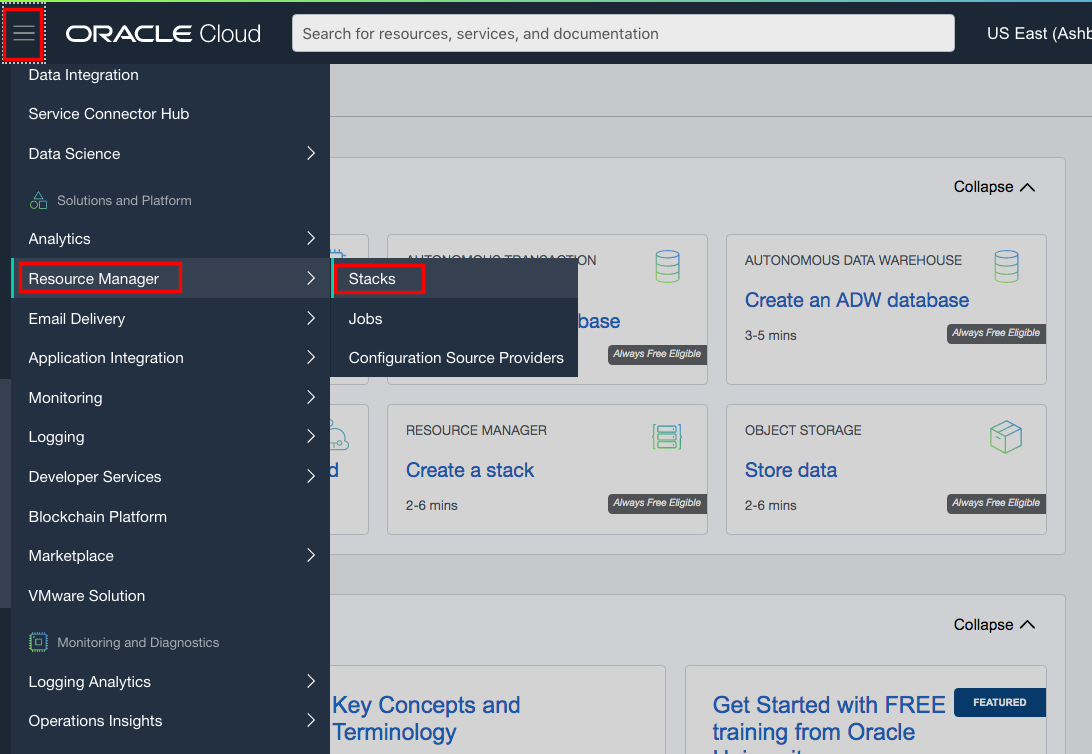 ORACLE Cloud
Search for resources, services, and documentation
US East (Ashb
Data Integration
Service Connector Hub
Data Science
Solutions and Platform
Analytics
Resource Manager
Email Delivery
Application Integration
Monitoring
Logging
Developer Services
Blockchain Platform
Marketplace
VMware Solution
Monitoring and Diagnostics
Logging Analytics
Operations Insights
Stacks
Jobs
Configuration Source Providers
Collapse
AUTONOMOUS TRANSACTION
base
Always Free Eligible
AUTONOMOUS DATA WAREHOUSE
Create an ADW database
3-5 mins
Always Free Eligible
d
RESOURCE MANAGER
Create a stack
2-6 mins
Always Free Eligible
OBJECT STORAGE
Store data
2-6 mins
Always Free Eligible
Collapse
Key Concepts and
Terminology
Get Started with FREE
training from Oracle
FEATURED